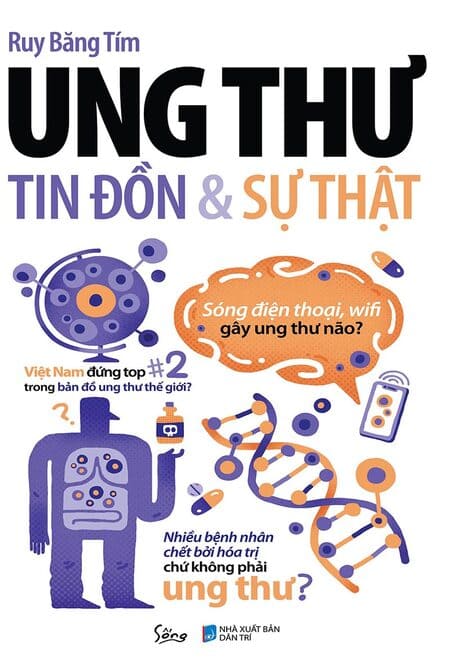 Ruy Băng Tím
UNG THƯ
TIN ĐỒN & SỰ THẬT
Sóng điện thoại, wifi
gây ung thư não?
Việt Nam đứng top #2
trong bản đồ ung thư thế giới?
?
Nhiều bệnh nhân
chết bởi hóa trị
chứ không phải
ung thư?
Sống
NHÀ XUẤT BẢN
DÂN TRÍ